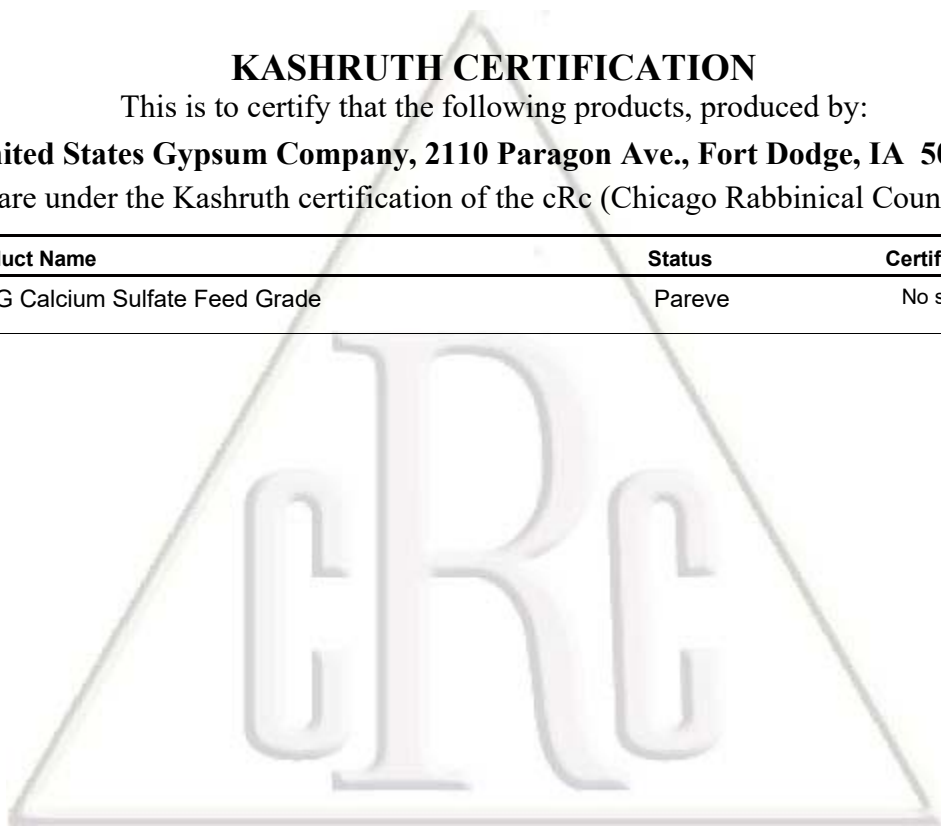 KASHRUTH CERTIFICATION
This is to certify that the following products, produced by:
ited States Gypsum Company, 2110 Paragon Ave., Fort Dodge, IA 50
are under the Kashruth certification of the cRc (Chicago Rabbinical Coun
uct Name Status Certif
G Calcium Sulfate Feed Grade Pareve No s
cRc